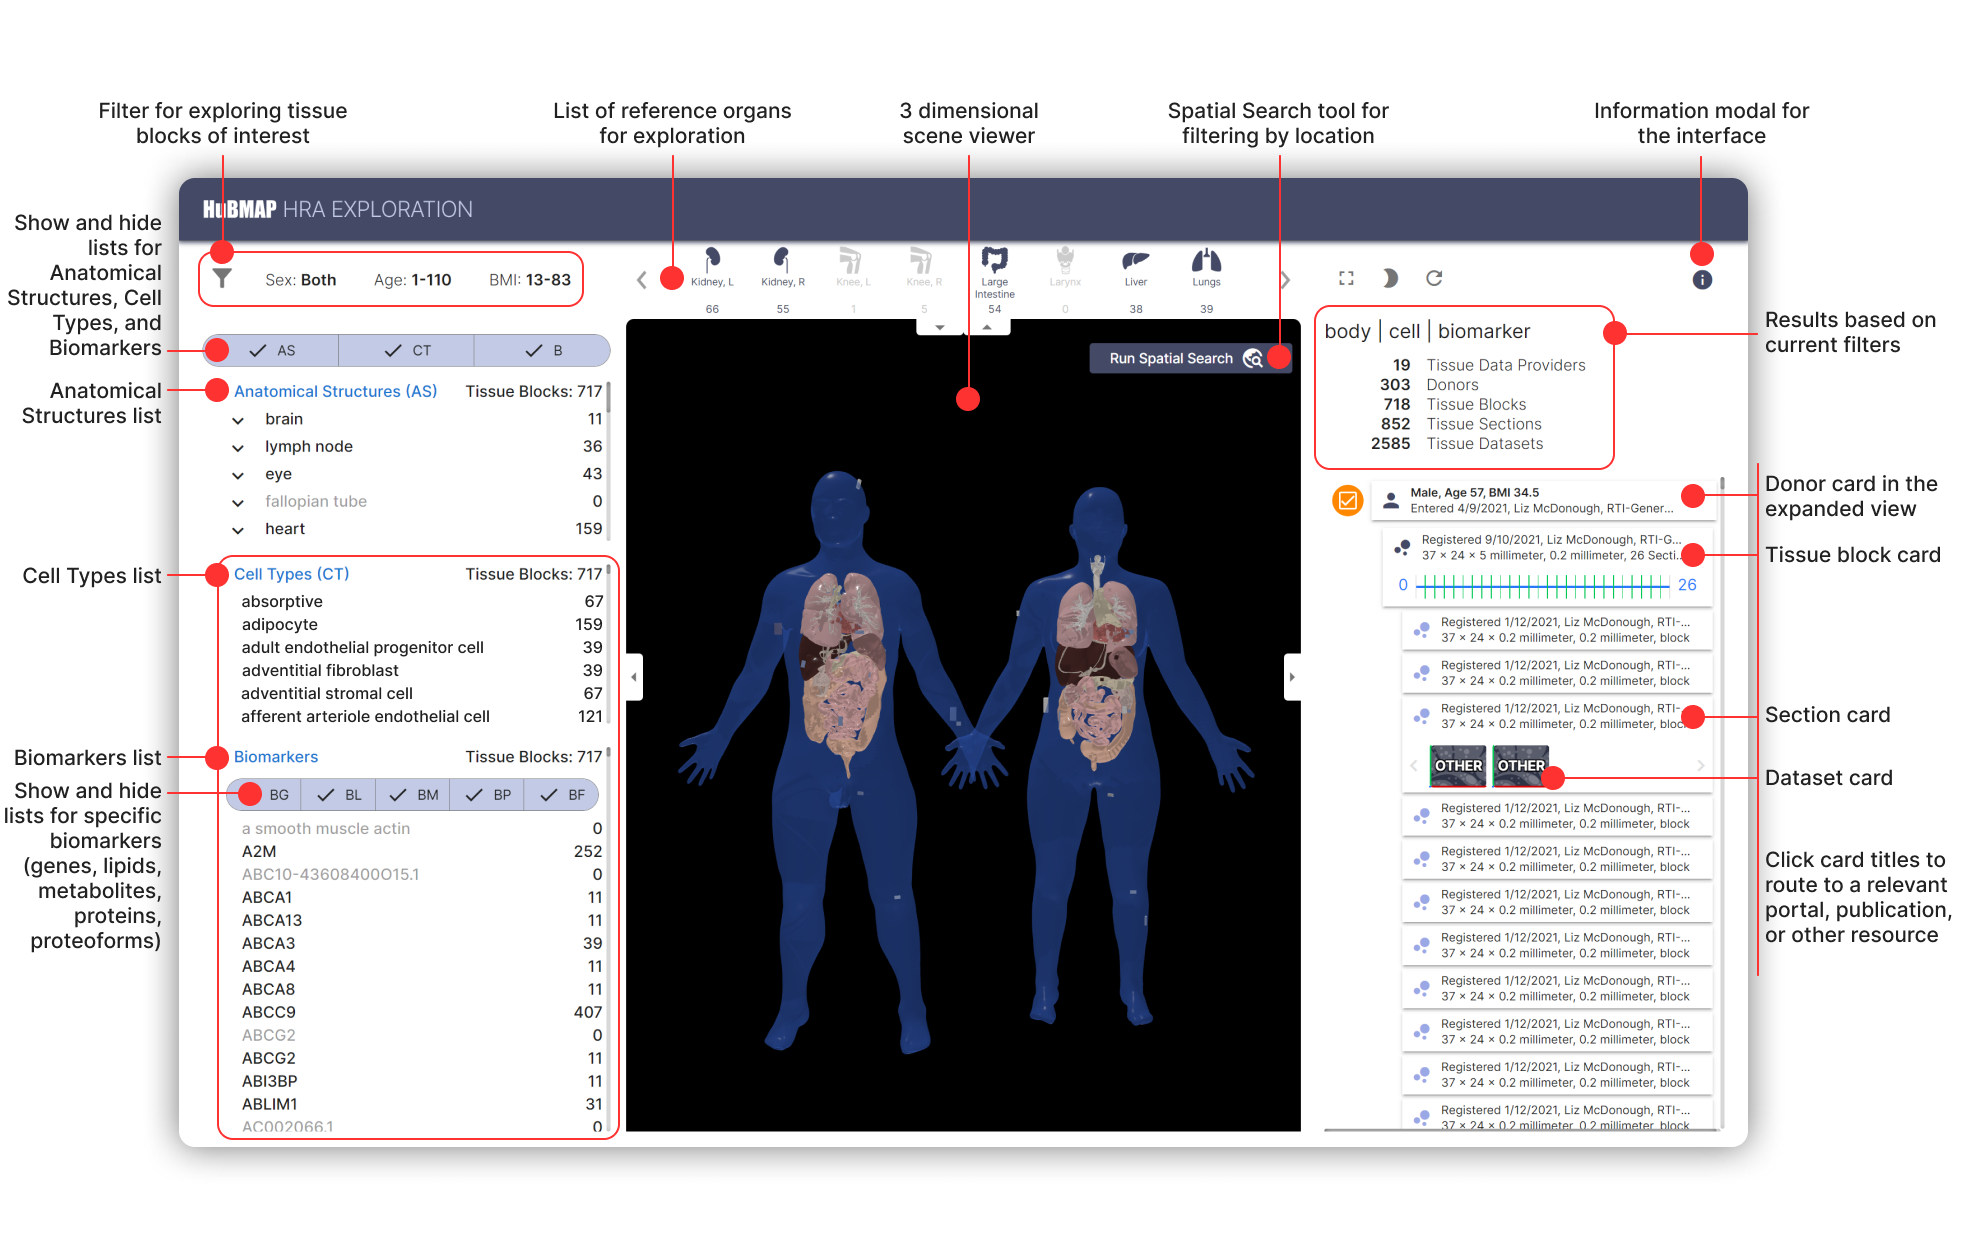 Filter for exploring tissue
blocks of interest
List of reference organs
for exploration
3 dimensional
scene viewer
Spatial Search tool for
filtering by location
Information modal for
the interface
Show and hide
lists for
Anatomical
Structures, Cell
Types, and
Biomarkers
Anatomical
Structures list
Cell Types list
Biomarkers list
Show and hide
lists for specific
biomarkers
(genes, lipids,
metabolites,
proteins,
proteoforms)
HuBMAP HRA EXPLORATION
Sex: Both Age: 1-110 BMI: 13-83
AS CT B
Anatomical Structures (AS) Tissue Blocks: 717
brain 11
lymph node 36
eye 43
fallopian tube 0
heart 159
Cell Types (CT) Tissue Blocks: 717
absorptive 67
adipocyte 159
adult endothelial progenitor cell 39
adventitial fibroblast 39
adventitial stromal cell 67
afferent arteriole endothelial cell 121
Biomarkers Tissue Blocks: 717
BG BL BM BP BF
a smooth muscle actin 0
A2M 252
ABC10-43608400O15.1 0
ABCA1 11
ABCA13 11
ABCA3 39
ABCA4 11
ABCA8 11
ABCC9 407
ABCG2 0
ABCG2 11
ABI3BP 11
ABLIM1 31
AC002066.1 0
Kidney, L Kidney, R Knee, L Knee, R Large Intestine Larynx Liver Lungs
66 55 1 5 54 0 38 39
Run Spatial Search
body | cell | biomarker
19 Tissue Data Providers
303 Donors
718 Tissue Blocks
852 Tissue Sections
2585 Tissue Datasets
Male, Age 57, BMI 34.5
Entered 4/9/2021, Liz McDonough, RTI-Gener...
Registered 9/10/2021, Liz McDonough, RTI-G...
37 × 24 × 5 millimeter, 0.2 millimeter, 26 Secti...
0 26
Registered 1/12/2021, Liz McDonough, RTI-...
37 × 24 × 0.2 millimeter, 0.2 millimeter, block
Registered 1/12/2021, Liz McDonough, RTI-...
37 × 24 × 0.2 millimeter, 0.2 millimeter, block
Registered 1/12/2021, Liz McDonough, RTI-
37 × 24 × 0.2 millimeter, 0.2 millimeter, bloc
OTHER OTHER
Registered 1/12/2021, Liz McDonough, RTI-...
37 × 24 × 0.2 millimeter, 0.2 millimeter, block
Registered 1/12/2021, Liz McDonough, RTI-...
37 × 24 × 0.2 millimeter, 0.2 millimeter, block
Registered 1/12/2021, Liz McDonough, RTI-...
37 × 24 × 0.2 millimeter, 0.2 millimeter, block
Registered 1/12/2021, Liz McDonough, RTI-...
37 × 24 × 0.2 millimeter, 0.2 millimeter, block
Registered 1/12/2021, Liz McDonough, RTI-...
37 × 24 × 0.2 millimeter, 0.2 millimeter, block
Registered 1/12/2021, Liz McDonough, RTI-...
37 × 24 × 0.2 millimeter, 0.2 millimeter, block
Registered 1/12/2021, Liz McDonough, RTI-...
37 × 24 × 0.2 millimeter, 0.2 millimeter, block
Registered 1/12/2021, Liz McDonough, RTI-...
37 × 24 × 0.2 millimeter, 0.2 millimeter, block
Results based on
current filters
Donor card in the
expanded view
Tissue block card
Section card
Dataset card
Click card titles to
route to a relevant
portal, publication,
or other resource